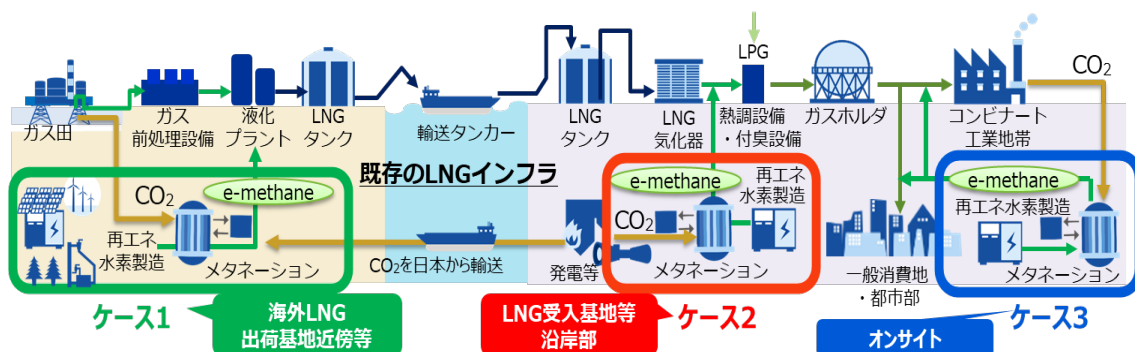 LPG
CO₂
ガス田
ガス
前処理設備
液化
プラント
LNG
タンク
輸送タンカー
LNG
タンク
LNG
気化器
熱調設備
・付臭設備
ガスホルダ
コンビナート
工業地帯
既存のLNGインフラ
CO₂
e-methane
再エネ
水素製造
メタネーション
CO₂を日本から輸送
発電等
CO₂
e-methane
再エネ
水素製造
メタネーション
一般消費地
・都市部
e-methane
再エネ水素製造
メタネーション
ケース1
海外LNG
出荷基地近傍等
LNG受入基地等
沿岸部
ケース2
オンサイト
ケース3